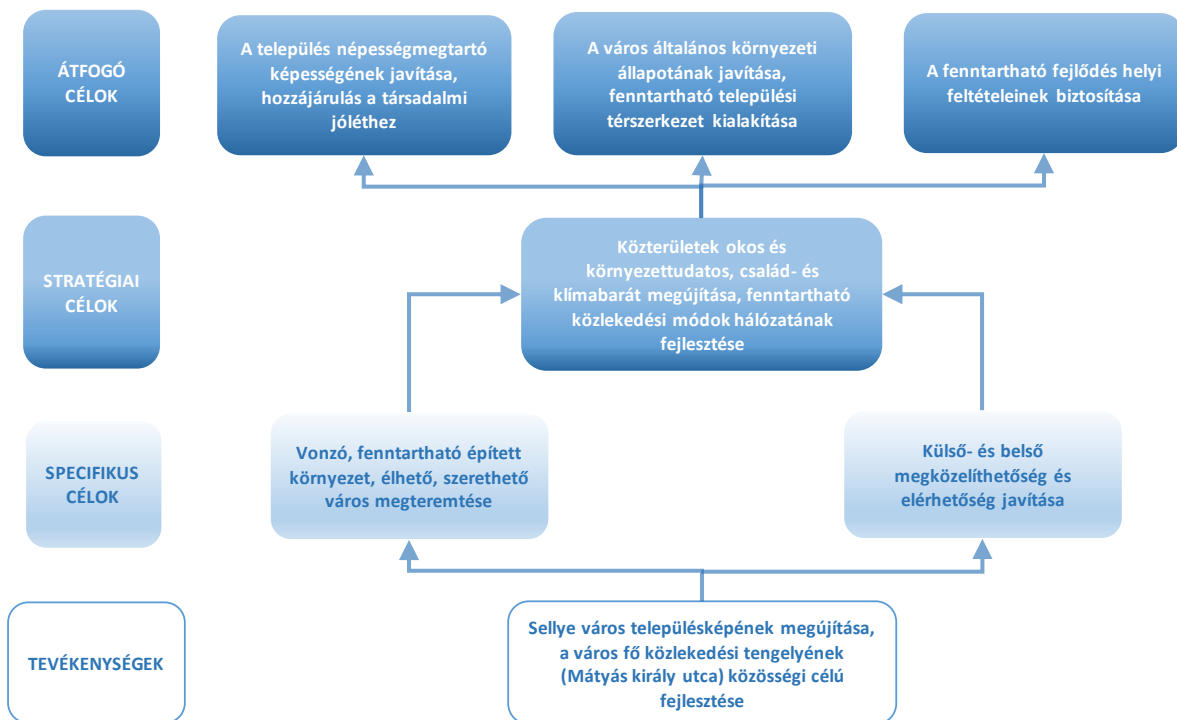 ÁTFOGÓ
CÉLOK
A település népességmegtartó
képességének javítása,
hozzájárulás a társadalmi
jóléthez
A város általános környezeti
állapotának javítása,
fenntartható települési
térszerkezet kialakítása
A fenntartható fejlődés helyi
feltételeinek biztosítása
STRATÉGIAI
CÉLOK
Közterületek okos és
környezettudatos, család- és
klímabarát megújítása, fenntartható
közlekedési módok hálózatának
fejlesztése
SPECIFIKUS
CÉLOK
Vonzó, fenntartható épített
környezet, élhető, szerethető
város megteremtése
Külső- és belső
megközelíthetőség és
elérhetőség javítása
TEVÉKENYSÉGEK
Sellye város településképének megújítása,
a város fő közlekedési tengelyének
(Mátyás király utca) közösségi célú
fejlesztése